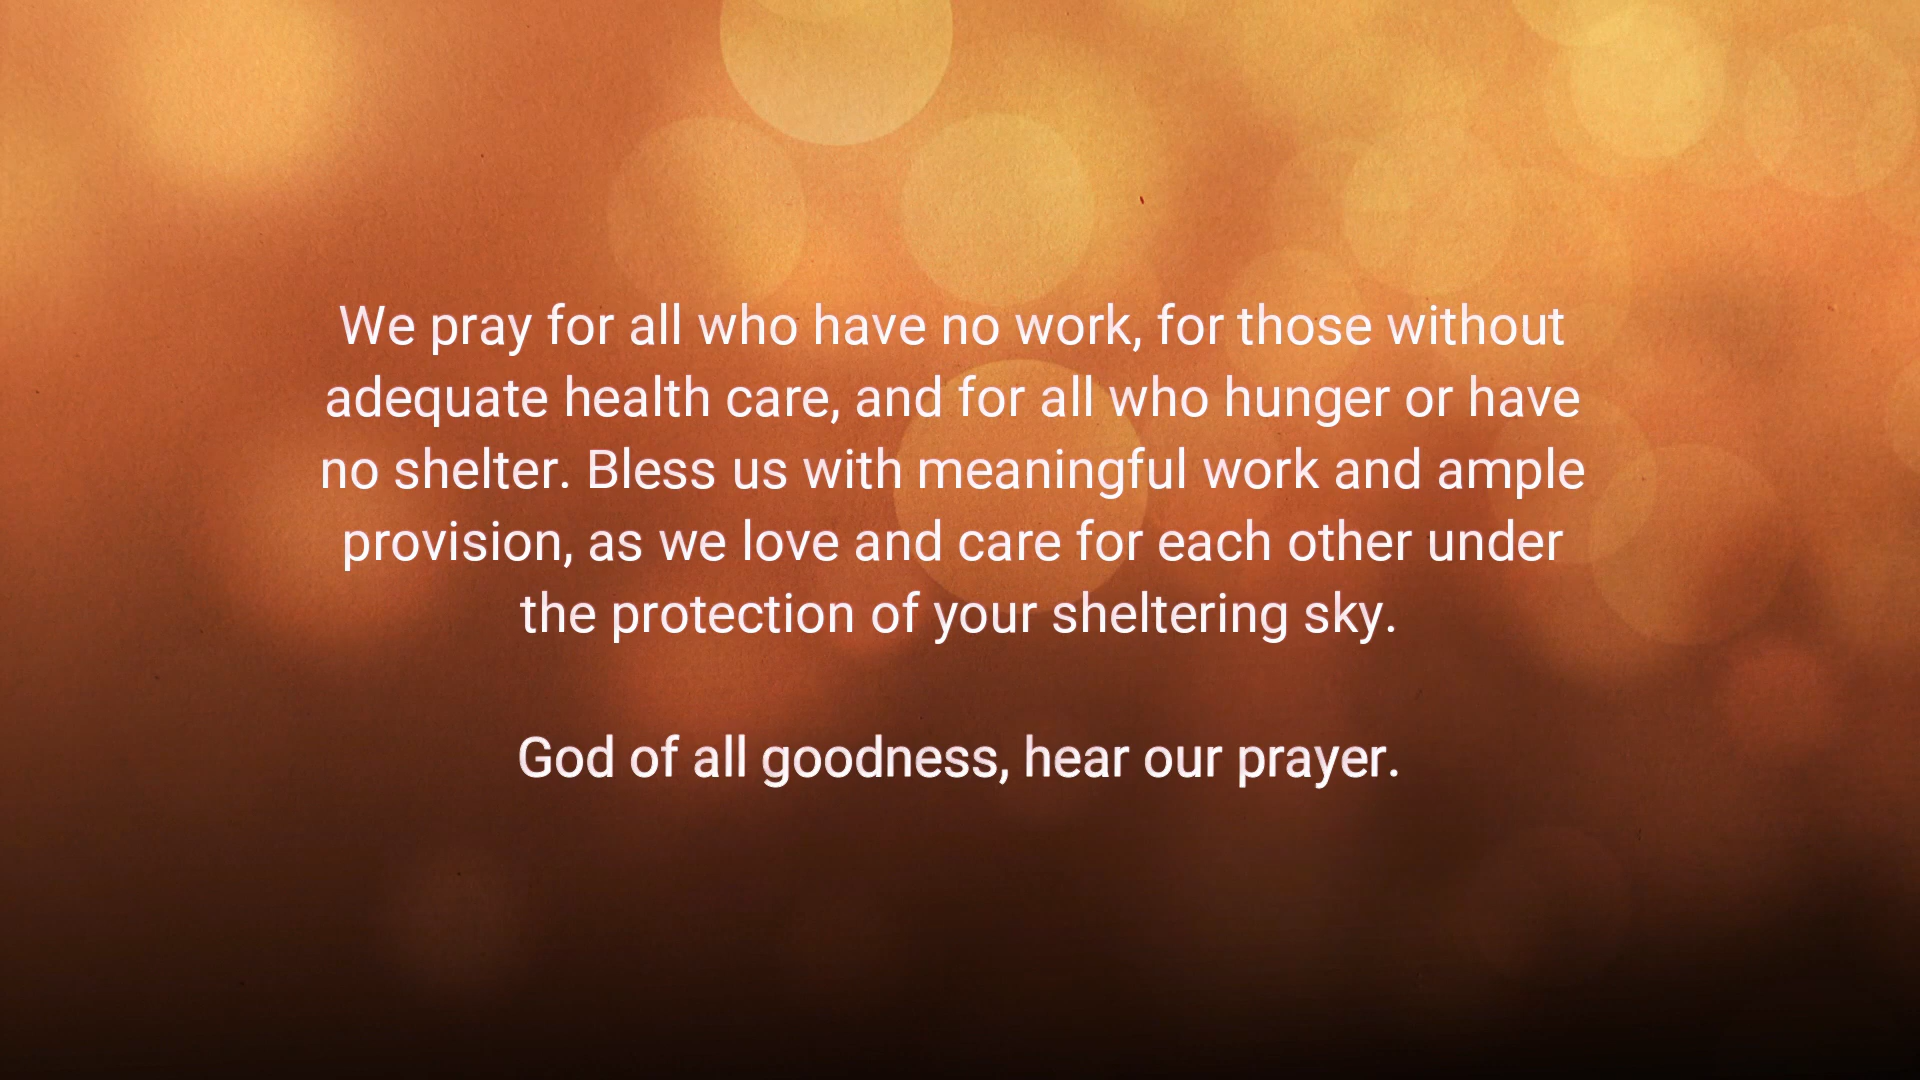 We pray for all who have no work, for those without
adequate health care, and for all who hunger or have
no shelter. Bless us with meaningful work and ample
provision, as we love and care for each other under
the protection of your sheltering sky.
God of all goodness, hear our prayer.